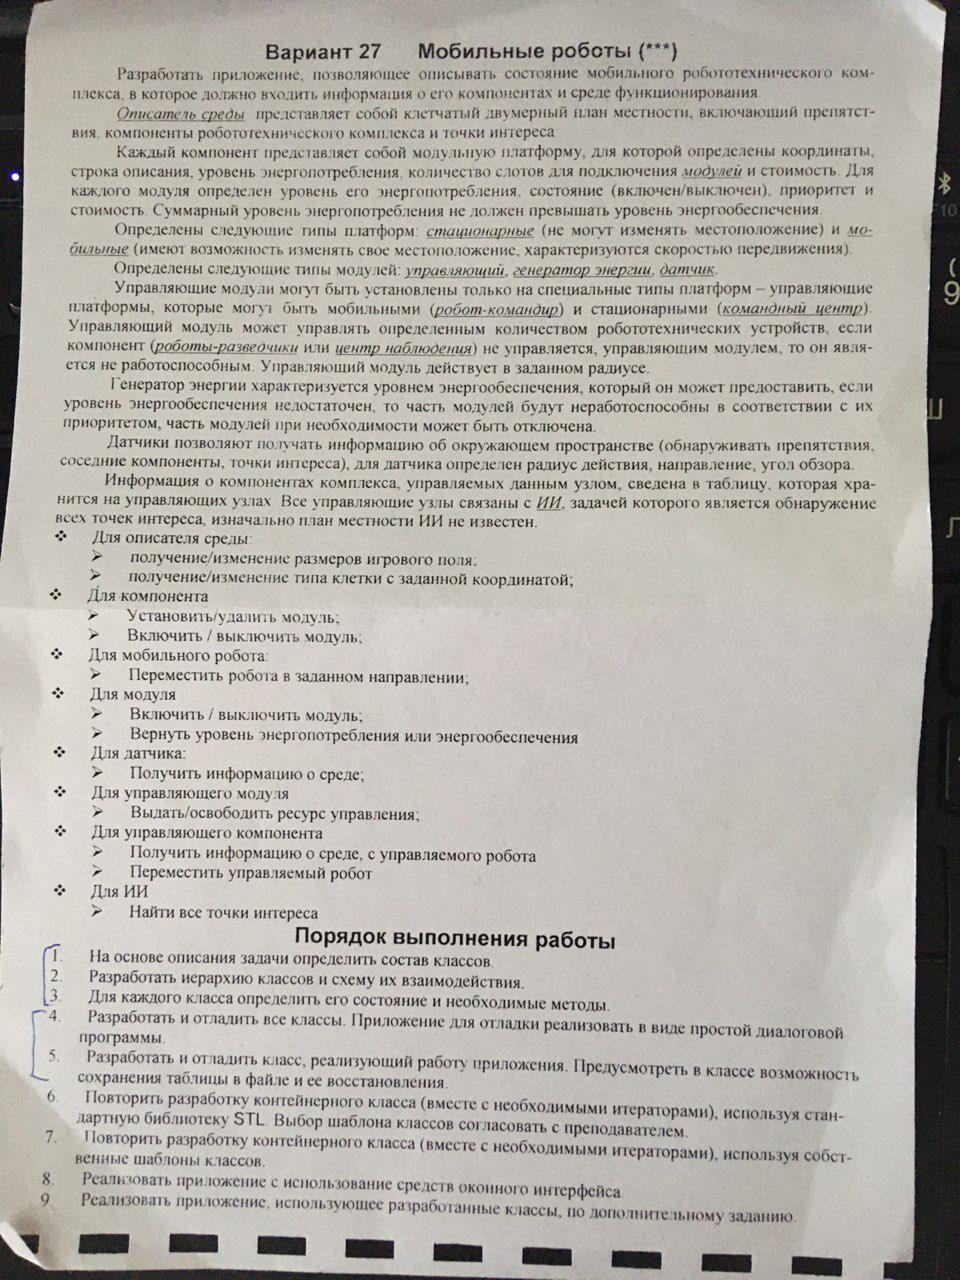 Вариант 27 Мобильные роботы (***)
Разработать приложение, позволяющее описывать состояние мобильного робототехнического ком-
плекса, в которое должно входить информация о его компонентах и среде функционирования.
Описатель среды представляет собой клетчатый двумерный план местности, включающий препятст-
вия, компоненты робототехнического комплекса и точки интереса
Каждый компонент представляет собой модульную платформу, для которой определены координаты,
строка описания, уровень энергопотребления, количество слотов для подключения модулей и стоимость. Для
каждого модуля определен уровень его энергопотребления, состояние (включен/выключен), приоритет и
стоимость. Суммарный уровень энергопотребления не должен превышать уровень энергообеспечения.
Определены следующие типы платформ: стационарные (не могут изменять местоположение) и мо-
бильные (имеют возможность изменять свое местоположение, характеризуются скоростью передвижения).
Определены следующие типы модулей: управляющий, генератор энергии, датчик.
Управляющие модули могут быть установлены только на специальные типы платформ – управляющие
платформы, которые могут быть мобильными (робот-командир) и стационарными (командный центр).
Управляющий модуль может управлять определенным количеством робототехнических устройств, если
компонент (роботы-разведчики или центр наблюдения) не управляется, управляющим модулем, то он явля-
ется не работоспособным. Управляющий модуль действует в заданном радиусе.
Генератор энергии характеризуется уровнем энергообеспечения, который он может предоставить, если
уровень энергообеспечения недостаточен, то часть модулей будут неработоспособны в соответствии с их
приоритетом, часть модулей при необходимости может быть отключена.
Датчики позволяют получать информацию об окружающем пространстве (обнаруживать препятствия,
соседние компоненты, точки интереса), для датчика определен радиус действия, направление, угол обзора.
Информация о компонентах комплекса, управляемых данным узлом, сведена в таблицу, которая хра-
нится на управляющих узлах. Все управляющие узлы связаны с ИИ, задачей которого является обнаружение
всех точек интереса, изначально план местности ИИ не известен.
❖ Для описателя среды:
➢ получение/изменение размеров игрового поля;
➢ получение/изменение типа клетки с заданной координатой;
❖ Для компонента
➢ Установить/удалить модуль;
➢ Включить / выключить модуль;
❖ Для мобильного робота:
➢ Переместить робота в заданном направлении;
❖ Для модуля
➢ Включить / выключить модуль;
➢ Вернуть уровень энергопотребления или энергообеспечения
❖ Для датчика:
➢ Получить информацию о среде;
❖ Для управляющего модуля
➢ Выдать/освободить ресурс управления;
❖ Для управляющего компонента
➢ Получить информацию о среде, с управляемого робота
➢ Переместить управляемый робот
❖ Для ИИ
➢ Найти все точки интереса
Порядок выполнения работы
1. На основе описания задачи определить состав классов.
2. Разработать иерархию классов и схему их взаимодействия.
3. Для каждого класса определить его состояние и необходимые методы.
4. Разработать и отладить все классы. Приложение для отладки реализовать в виде простой диалоговой
программы.
5. Разработать и отладить класс, реализующий работу приложения. Предусмотреть в классе возможность
сохранения таблицы в файле и ее восстановления.
6. Повторить разработку контейнерного класса (вместе с необходимыми итераторами), используя стан-
дартную библиотеку STL. Выбор шаблона классов согласовать с преподавателем.
7. Повторить разработку контейнерного класса (вместе с необходимыми итераторами), используя собст-
венные шаблоны классов.
8. Реализовать приложение с использование средств оконного интерфейса
9. Реализовать приложение, использующее разработанные классы, по дополнительному заданию.